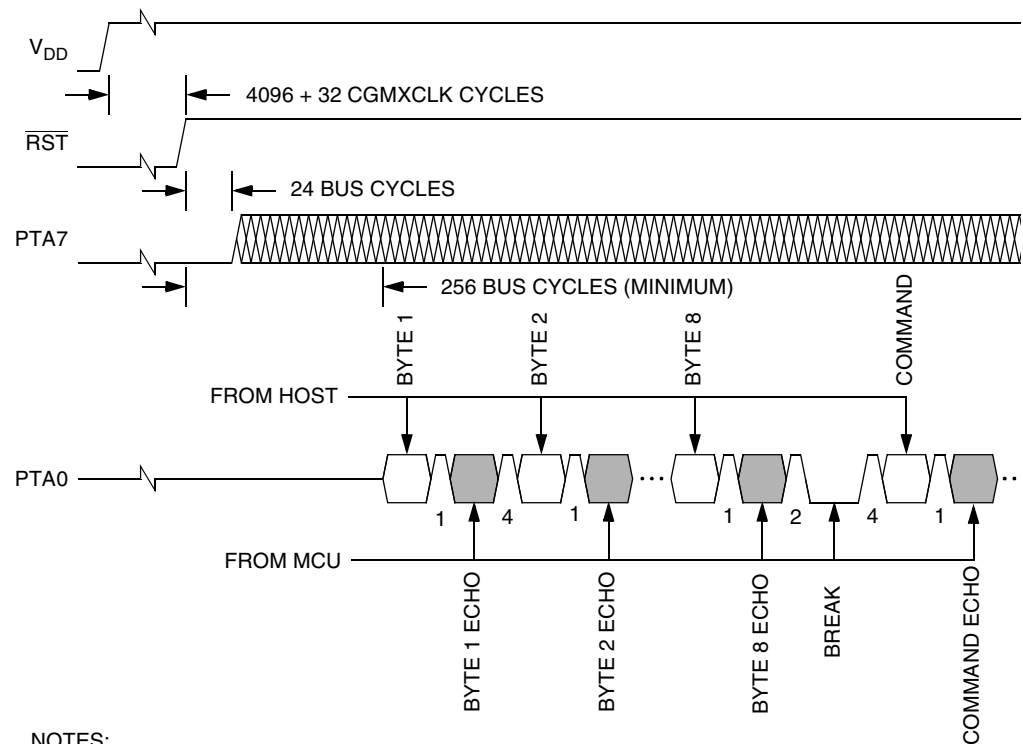 VDD
4096 + 32 CGMXCLK CYCLES
RST
24 BUS CYCLES
PTA7
256 BUS CYCLES (MINIMUM)
BYTE 1
BYTE 2
BYTE 8
COMMAND
FROM HOST
PTA0
1
4
1
...
1
2
4
1
..
FROM MCU
BYTE 1 ECHO
BYTE 2 ECHO
BYTE 8 ECHO
BREAK
COMMAND ECHO
NOTES: